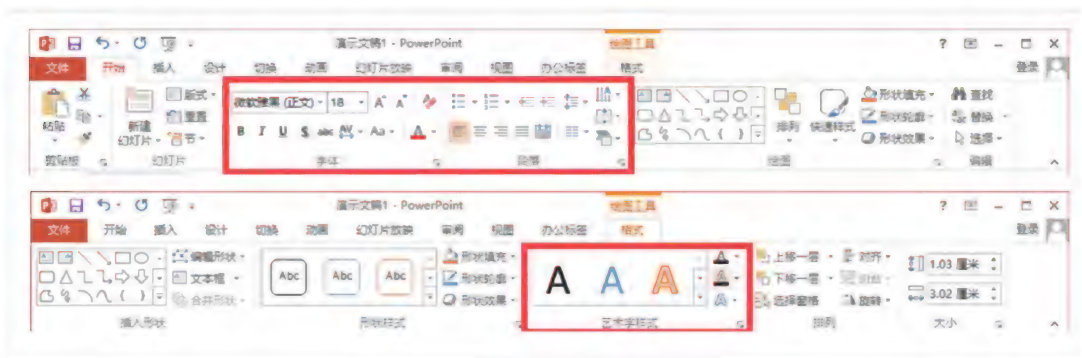 演示文稿1 - PowerPoint 绘图工具 ?
文件 开始 插入 设计 切换 动画 幻灯片放映 审阅 视图 办公标签 格式 登录
微软雅黑 (正文) 18 A A
版式
重置
节
粘贴 新建
幻灯片
B I U S abc AV Aa A
排列 快速样式
形状填充
形状轮廓
形状效果
查找
替换
选择
剪贴板 幻灯片 字体 段落 绘图 编辑
演示文稿1 - PowerPoint 绘图工具 ?
文件 开始 插入 设计 切换 动画 幻灯片放映 审阅 视图 办公标签 格式 登录
编辑形状
文本框
合并形状
Abc Abc Abc
形状填充
形状轮廓
形状效果
A A A
上移一层 对齐
下移一层 组合
选择窗格 旋转
1.03 厘米
3.02 厘米
插入形状 形状样式 艺术字样式 排列 大小